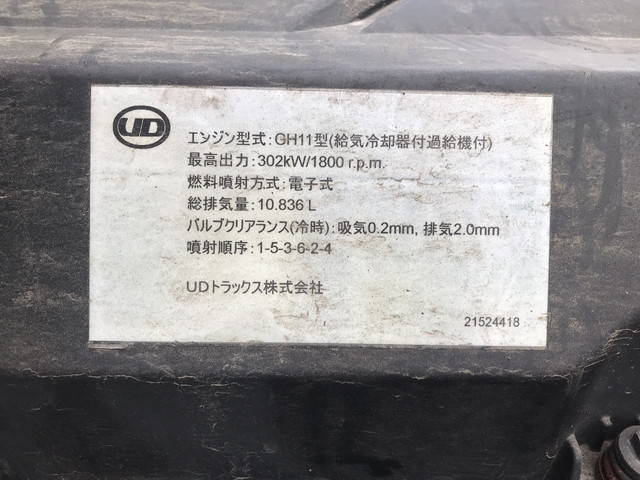 UD
エンジン型式:GH11型(給気冷却器付過給機付)
最高出力:302kW/1800 r.p.m.
燃料噴射方式:電子式
総排気量:10.836 L
バルブクリアランス(冷時):吸気0.2mm, 排気2.0mm
噴射順序:1-5-3-6-2-4
UDトラックス株式会社
21524418